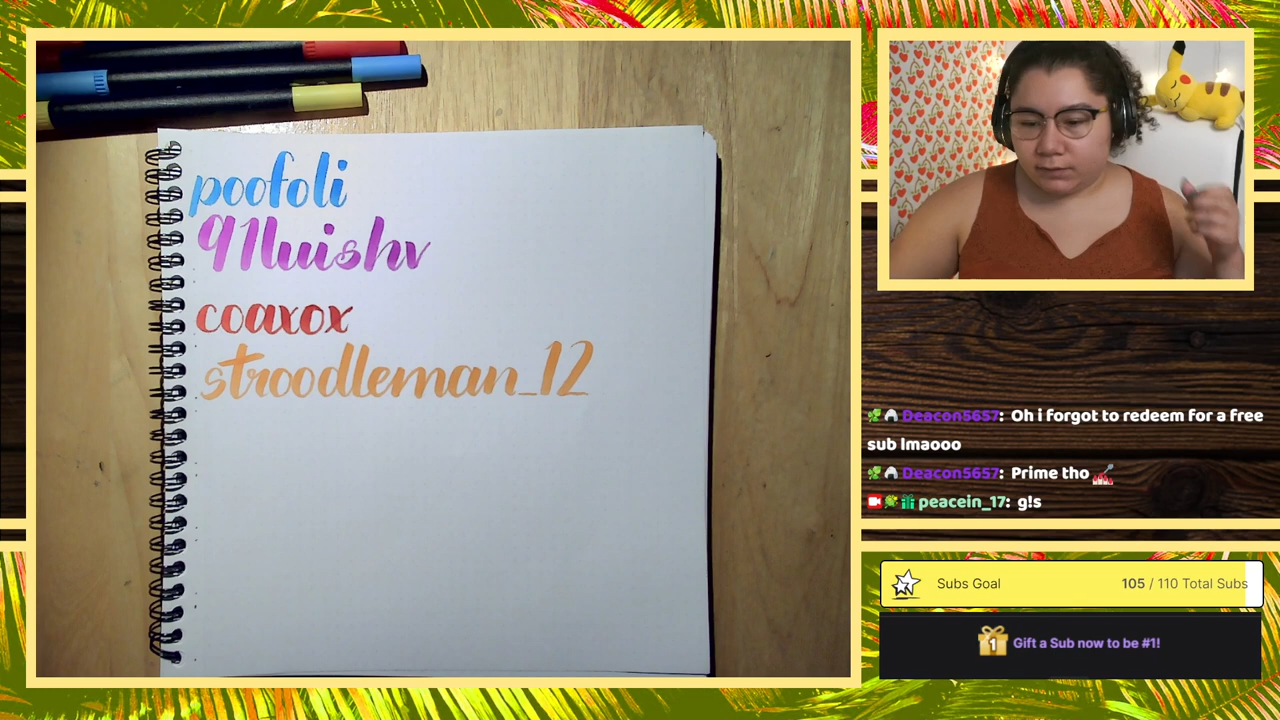 poofoli
91luishv
coaxox
stroodleman_12
Deacon5657: Oh i forgot to redeem for a free
sub lmaooo
Deacon5657: Prime tho
peacein_17: g!s
Subs Goal 105 / 110 Total Subs
1 Gift a Sub now to be #1!